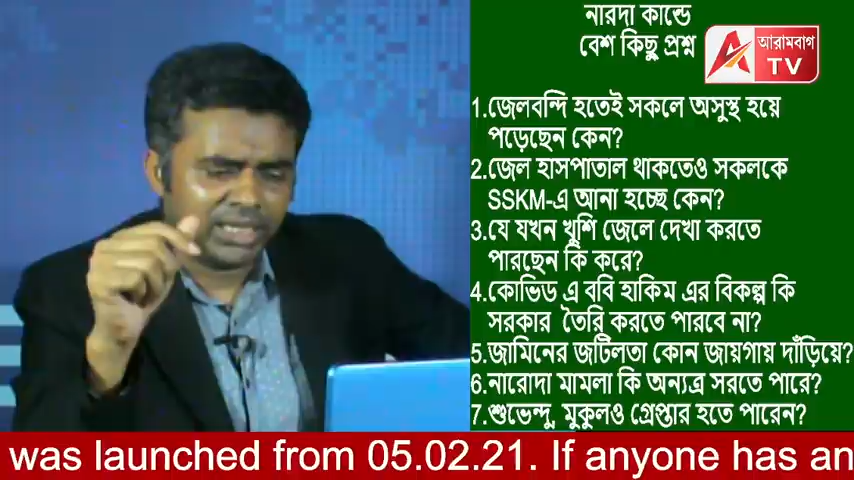 নারদা কান্ডে
বেশ কিছু প্রশ্ন
আরামবাগ
TV
1.জেলবন্দি হতেই সকলে অসুস্থ হয়ে
পড়েছেন কেন?
2.জেল হাসপাতাল থাকতেও সকলকে
SSKM-এ আনা হচ্ছে কেন?
3.যে যখন খুশি জেলে দেখা করতে
পারছেন কি করে?
4.কোভিড এ ববি হাকিম এর বিকল্প কি
সরকার তৈরি করতে পারবে না?
5.জামিনের জটিলতা কোন জায়গায় দাঁড়িয়ে?
6.নারোদা মামলা কি অন্যত্র সরতে পারে?
7.শুভেন্দু, মুকুলও গ্রেপ্তার হতে পারেন?
was launched from 05.02.21. If anyone has an